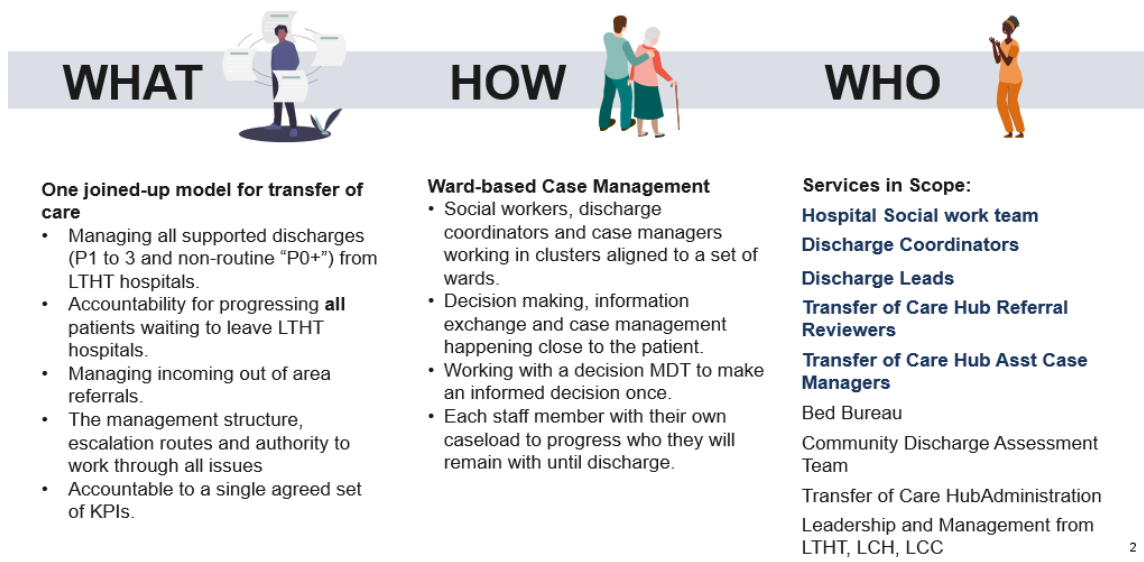 WHAT
One joined-up model for transfer of
care
• Managing all supported discharges
(P1 to 3 and non-routine “P0+”) from
LTHT hospitals.
• Accountability for progressing all
patients waiting to leave LTHT
hospitals.
• Managing incoming out of area
referrals.
• The management structure,
escalation routes and authority to
work through all issues
• Accountable to a single agreed set
of KPIs.
HOW
Ward-based Case Management
• Social workers, discharge
coordinators and case managers
working in clusters aligned to a set of
wards.
• Decision making, information
exchange and case management
happening close to the patient.
• Working with a decision MDT to make
an informed decision once.
• Each staff member with their own
caseload to progress who they will
remain with until discharge.
WHO
Services in Scope:
Hospital Social work team
Discharge Coordinators
Discharge Leads
Transfer of Care Hub Referral
Reviewers
Transfer of Care Hub Asst Case
Managers
Bed Bureau
Community Discharge Assessment
Team
Transfer of Care HubAdministration
Leadership and Management from
LTHT, LCH, LCC
2